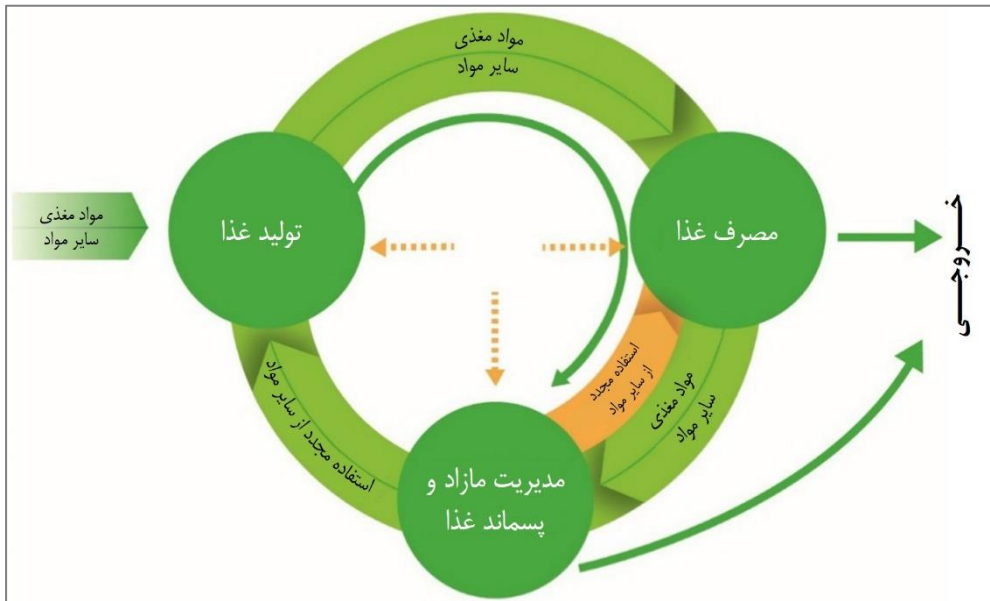 مواد مغذی
سایر مواد
مواد مغذی
سایر مواد
تولید غذا
مصرف غذا
خروجی
استفاده مجدد از سایر مواد
استفاده مجدد
از سایر مواد
مواد مغذی
سایر مواد
مدیریت مازاد و
پسماند غذا